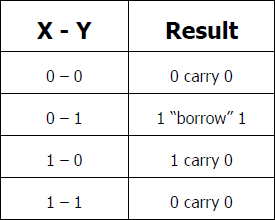 X - Y Result
0 – 0 0 carry 0
0 – 1 1 “borrow” 1
1 – 0 1 carry 0
1 – 1 0 carry 0